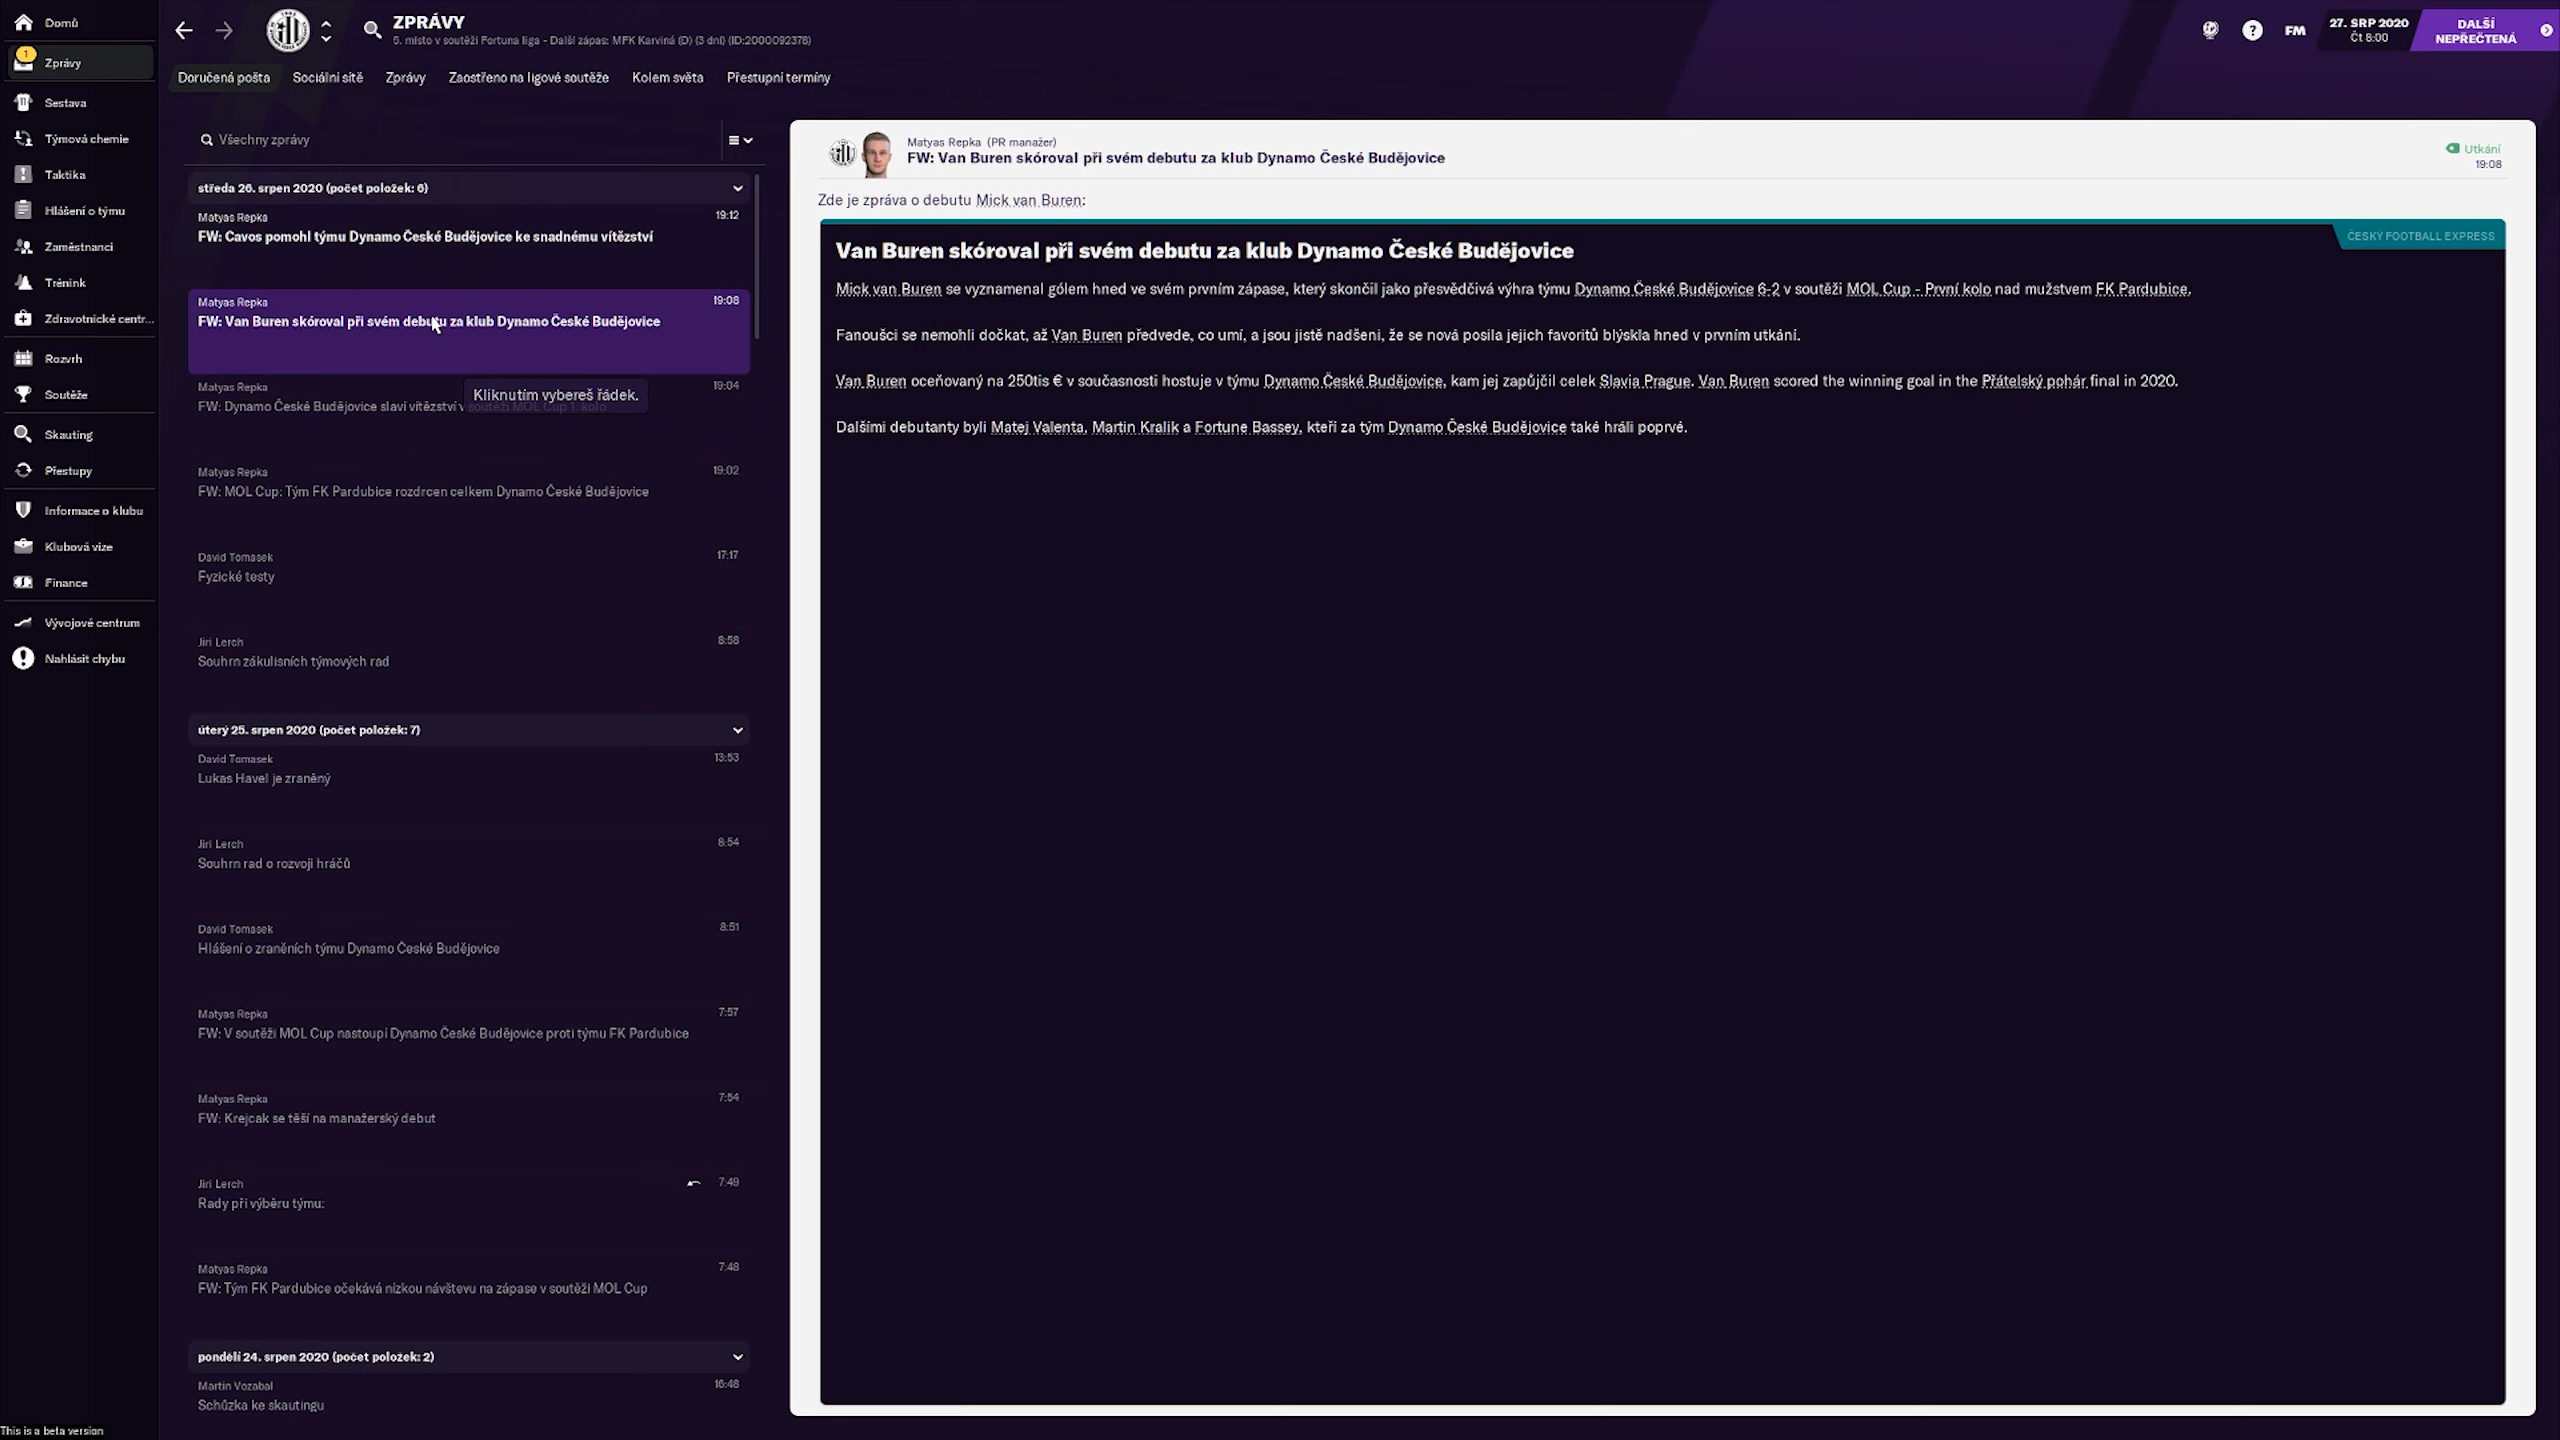 Domů
1
Zprávy
Sestava
Týmová chemie
Taktika
Hlášení o týmu
Zaměstnanci
Trénink
Zdravotnické centr...
Rozvrh
Soutěže
Skauting
Přestupy
Informace o klubu
Klubová vize
Finance
Vývojové centrum
Nahlásit chybu
This is a beta version
ZPRÁVY
5. místo v soutěži Fortuna liga - Další zápas: MFK Karviná (D) (3 dní) (ID:2000092378)
FM
27. SRP 2020
Čt 8:00
DALŠÍ
NEPŘEČTENÁ
Doručená pošta
Sociální sítě
Zprávy
Zaostřeno na ligové soutěže
Kolem světa
Přestupní termíny
Všechny zprávy
středa 26. srpen 2020 (počet položek: 6)
Matyas Repka 19:12
FW: Cavos pomohl týmu Dynamo České Budějovice ke snadnému vítězství
Matyas Repka 19:08
FW: Van Buren skóroval při svém debutu za klub Dynamo České Budějovice
Matyas Repka 19:04
FW: Dynamo České Budějovice slaví vítězství v soutěži MOL Cup 1. kolo
Kliknutím vybereš řádek.
Matyas Repka 19:02
FW: MOL Cup: Tým FK Pardubice rozdrcen celkem Dynamo České Budějovice
David Tomasek 17:17
Fyzické testy
Jiri Lerch 8:58
Souhrn zákulisních týmových rad
úterý 25. srpen 2020 (počet položek: 7)
David Tomasek 13:53
Lukas Havel je zraněný
Jiri Lerch 8:54
Souhrn rad o rozvoji hráčů
David Tomasek 8:51
Hlášení o zraněních týmu Dynamo České Budějovice
Matyas Repka 7:57
FW: V soutěži MOL Cup nastoupí Dynamo České Budějovice proti týmu FK Pardubice
Matyas Repka 7:54
FW: Krejcak se těší na manažerský debut
Jiri Lerch 7:49
Rady při výběru týmu:
Matyas Repka 7:48
FW: Tým FK Pardubice očekává nízkou návštevu na zápase v soutěži MOL Cup
pondělí 24. srpen 2020 (počet položek: 2)
Martin Vozabal 16:48
Schůzka ke skautingu
Matyas Repka (PR manažer)
FW: Van Buren skóroval při svém debutu za klub Dynamo České Budějovice
Utkání
19:08
Zde je zpráva o debutu Mick van Buren:
ČESKÝ FOOTBALL EXPRESS
Van Buren skóroval při svém debutu za klub Dynamo České Budějovice
Mick van Buren se vyznamenal gólem hned ve svém prvním zápase, který skončil jako přesvědčivá výhra týmu Dynamo České Budějovice 6-2 v soutěži MOL Cup - První kolo nad mužstvem FK Pardubice.
Fanoušci se nemohli dočkat, až Van Buren předvede, co umí, a jsou jistě nadšeni, že se nová posila jejich favoritů blýskla hned v prvním utkání.
Van Buren oceňovaný na 250tis € v současnosti hostuje v týmu Dynamo České Budějovice, kam jej zapůjčil celek Slavia Prague. Van Buren scored the winning goal in the Přátelský pohár final in 2020.
Dalšími debutanty byli Matej Valenta, Martin Kralik a Fortune Bassey, kteří za tým Dynamo České Budějovice také hráli poprvé.